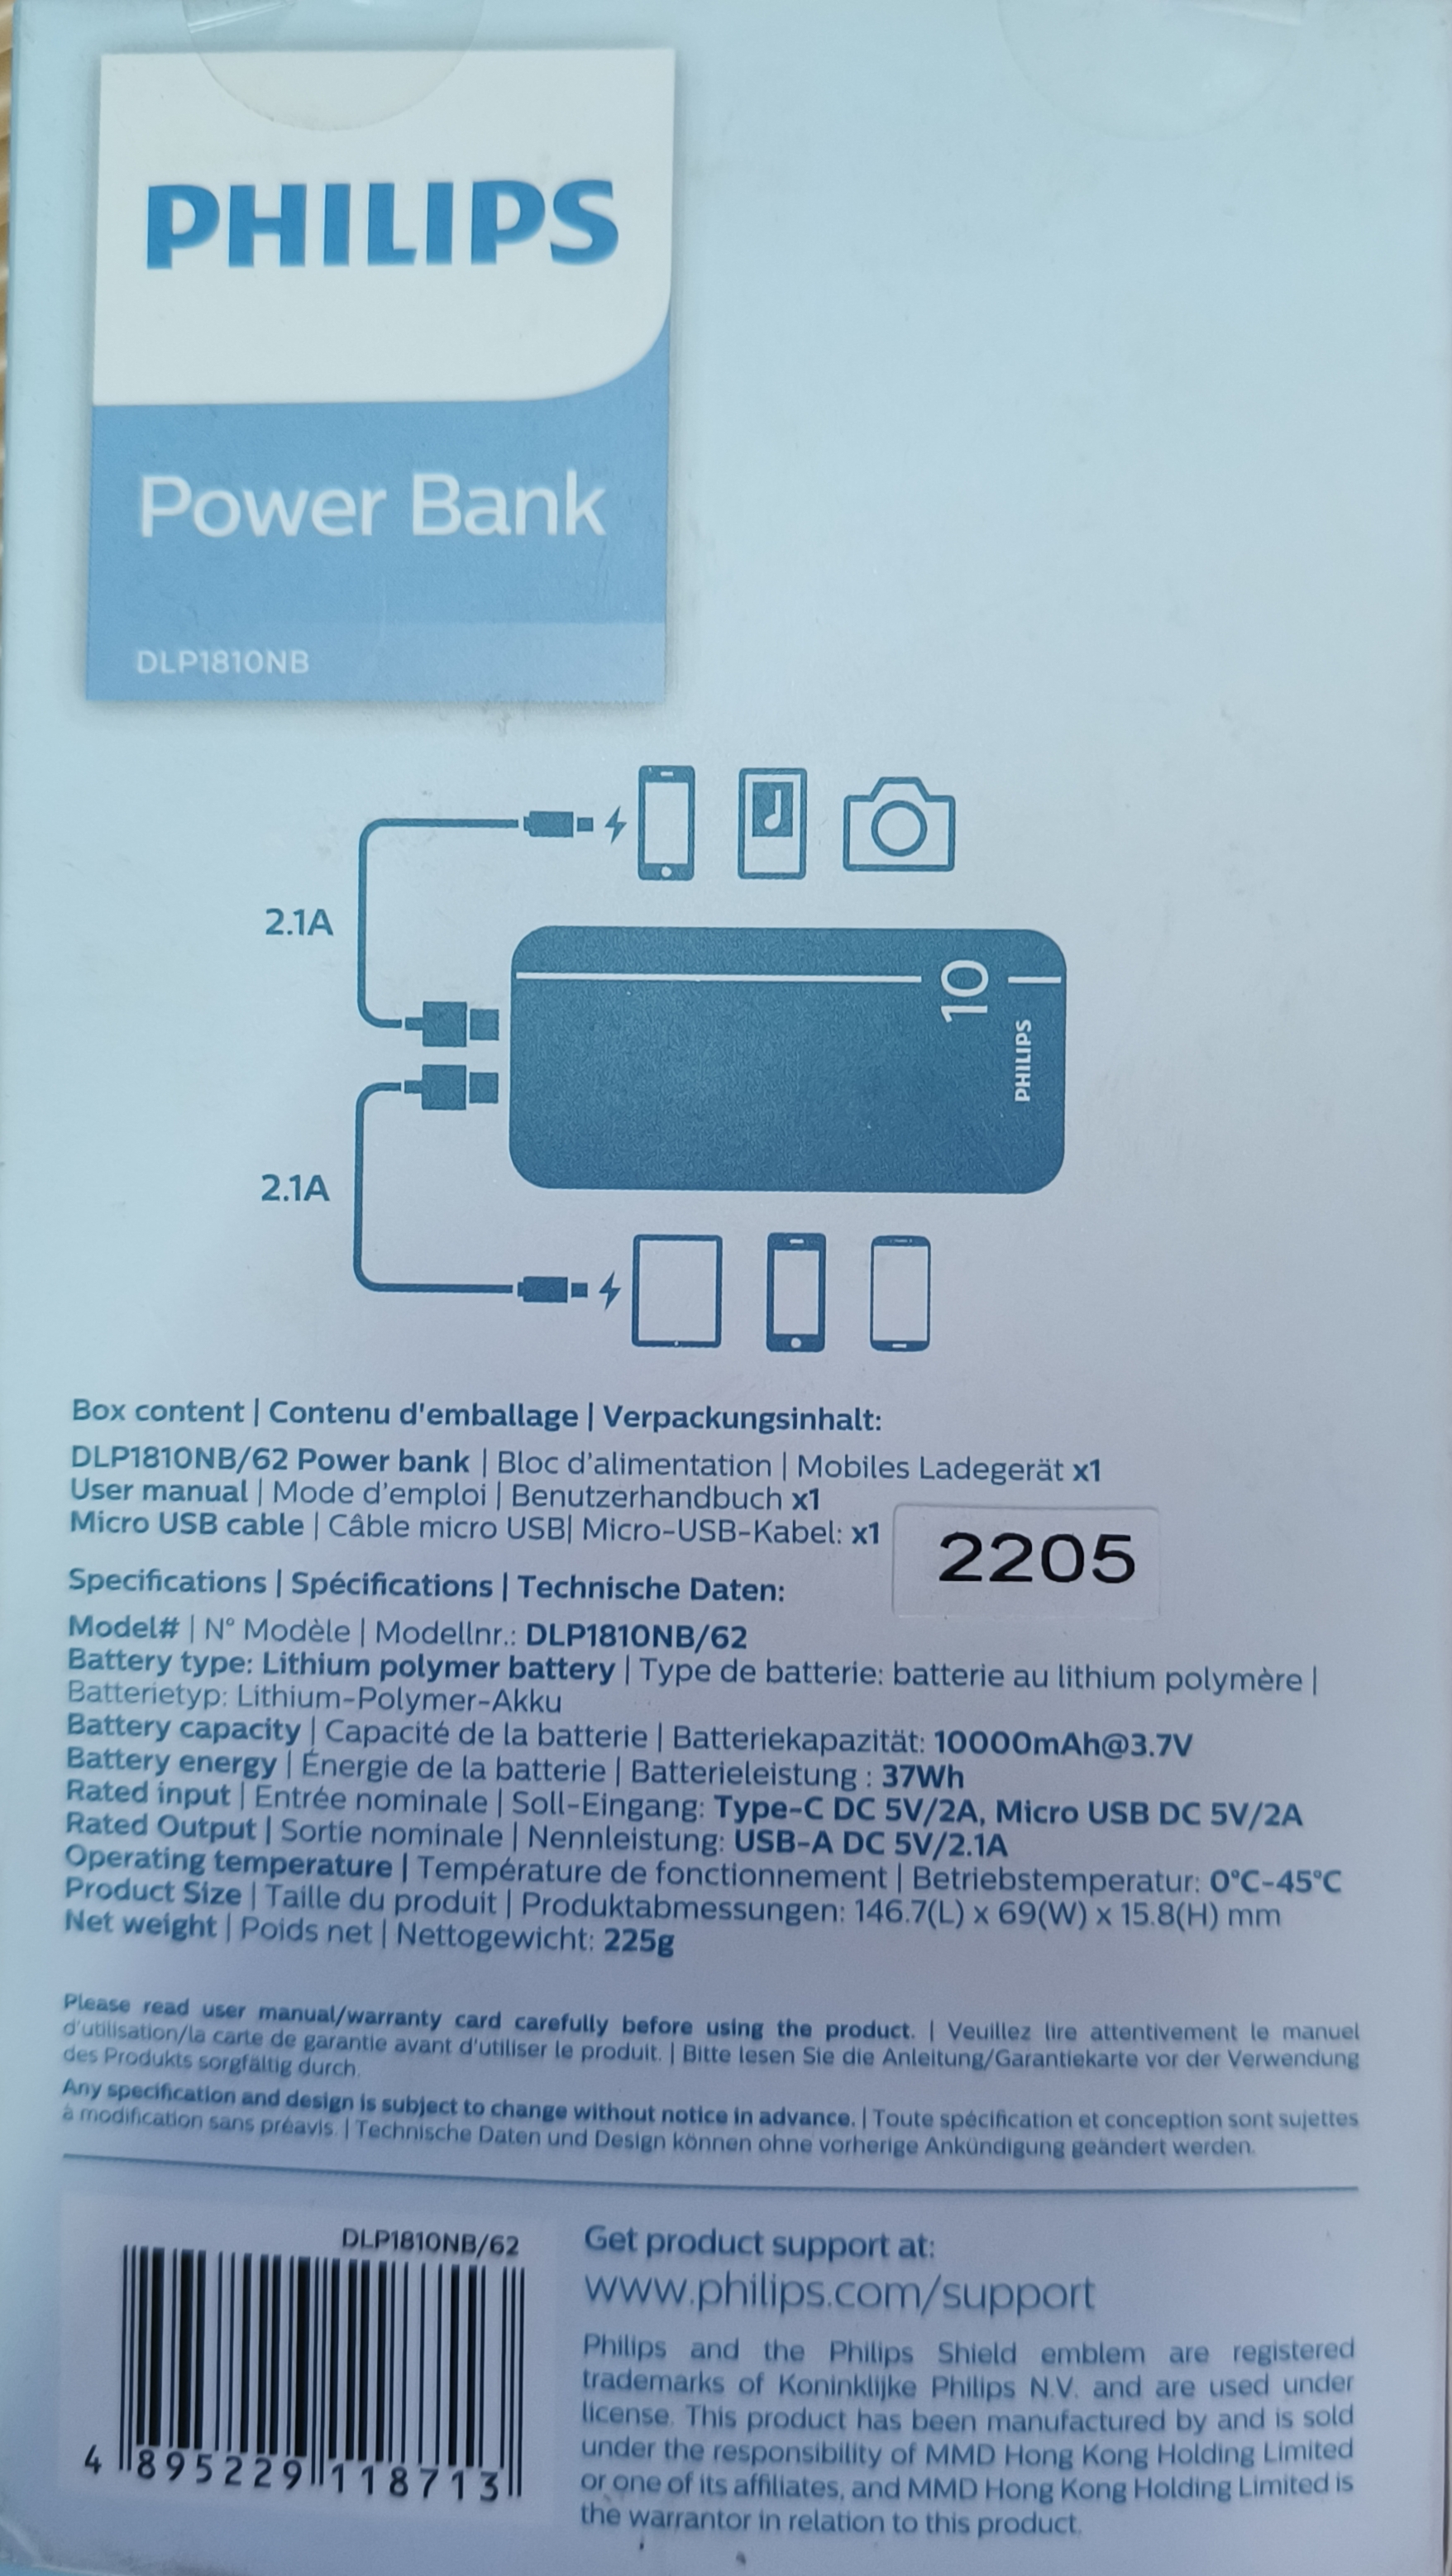 PHILIPS
Power Bank
DLP1810NB
2.1A
10
PHILIPS
2.1A
Box content | Contenu d'emballage | Verpackungsinhalt:
DLP1810NB/62 Power bank | Bloc d'alimentation | Mobiles Ladegerät x1
User manual | Mode d'emploi | Benutzerhandbuch x1
Micro USB cable | Câble micro USB| Micro-USB-Kabel: x1
2205
Specifications | Spécifications | Technische Daten:
Model# | N° Modèle | Modellnr.: DLP1810NB/62
Battery type: Lithium polymer battery | Type de batterie: batterie au lithium polymère |
Batterietyp: Lithium-Polymer-Akku
Battery capacity | Capacité de la batterie | Batteriekapazität: 10000mAh@3.7V
Battery energy | Énergie de la batterie | Batterieleistung : 37Wh
Rated input | Entrée nominale | Soll-Eingang: Type-C DC 5V/2A, Micro USB DC 5V/2A
Rated Output | Sortie nominale | Nennleistung: USB-A DC 5V/2.1A
Operating temperature | Température de fonctionnement | Betriebstemperatur: 0°C-45°C
Product Size | Taille du produit | Produktabmessungen: 146.7(L) x 69(W) x 15.8(H) mm
Net weight | Poids net | Nettogewicht: 225g
Please read user manual/warranty card carefully before using the product. | Veuillez lire attentivement le manuel
d'utilisation/la carte de garantie avant d'utiliser le produit. | Bitte lesen Sie die Anleitung/Garantiekarte vor der Verwendung
des Produkts sorgfältig durch.
Any specification and design is subject to change without notice in advance. | Toute spécification et conception sont sujettes
à modification sans préavis. | Technische Daten und Design können ohne vorherige Ankündigung geändert werden.
DLP1810NB/62
4 895229 118713
Get product support at:
www.philips.com/support
Philips and the Philips Shield emblem are registered
trademarks of Koninklijke Philips N.V. and are used under
license. This product has been manufactured by and is sold
under the responsibility of MMD Hong Kong Holding Limited
or one of its affiliates, and MMD Hong Kong Holding Limited is
the warrantor in relation to this product.